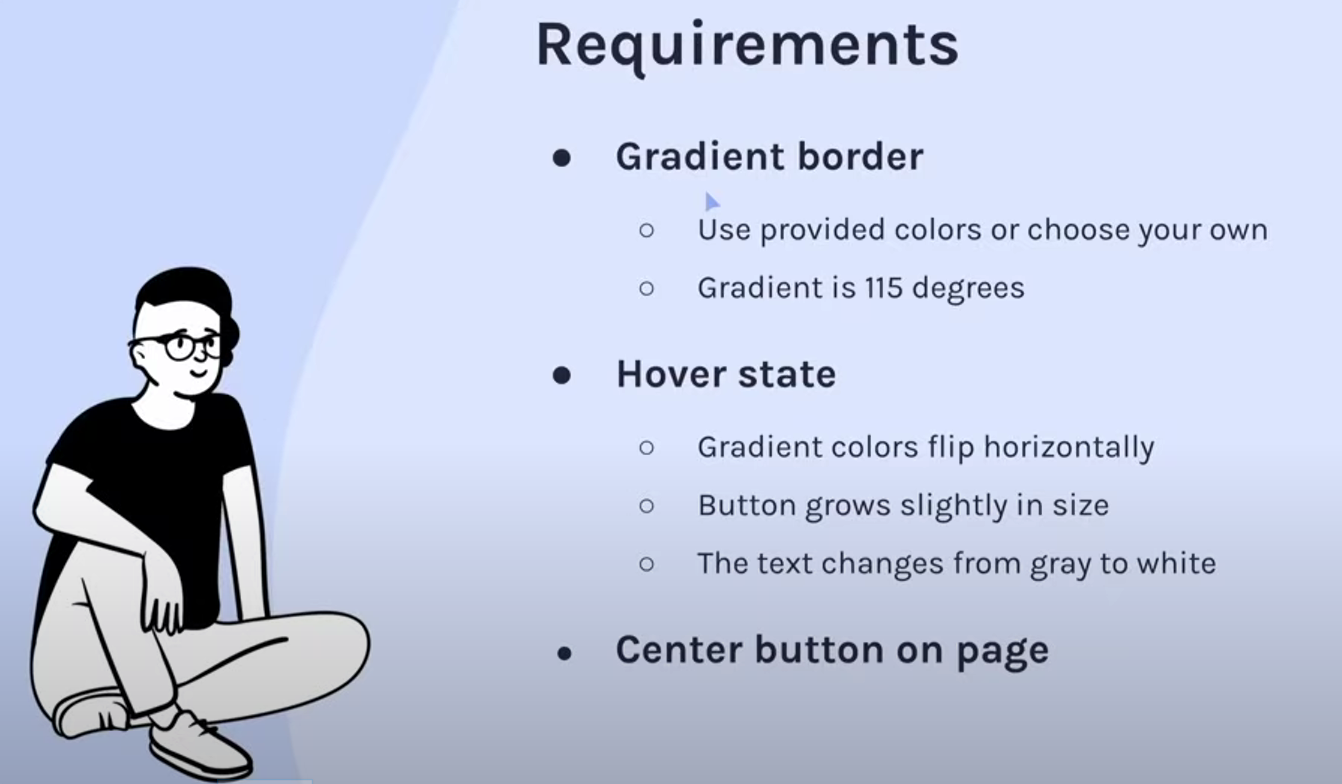 Requirements
● Gradient border
○ Use provided colors or choose your own
○ Gradient is 115 degrees
● Hover state
○ Gradient colors flip horizontally
○ Button grows slightly in size
○ The text changes from gray to white
● Center button on page